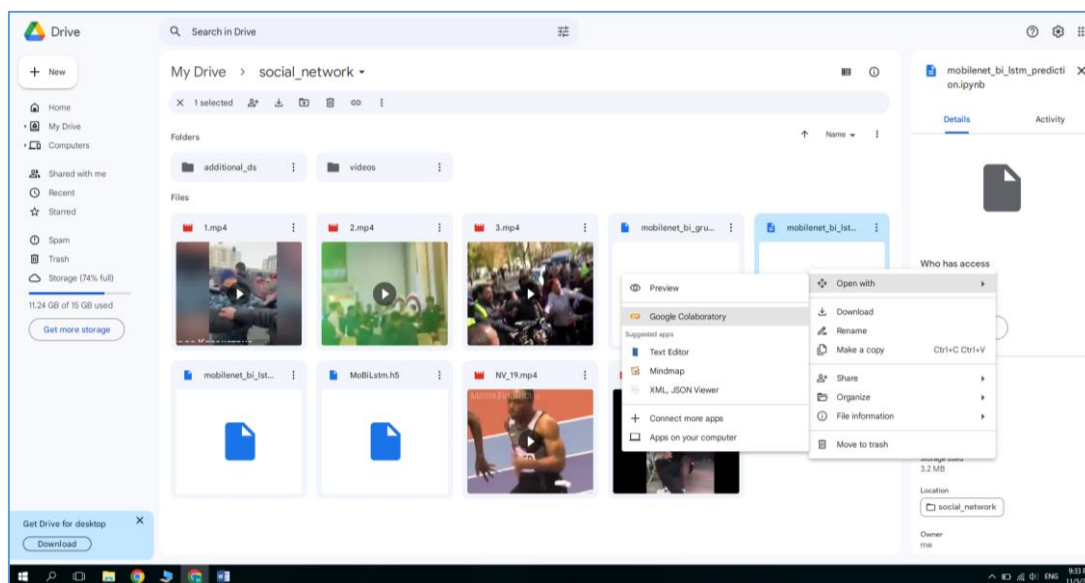 Drive
Search in Drive
New
Home
My Drive
Computers
Shared with me
Recent
Starred
Spam
Trash
Storage (74% full)
11.24 GB of 15 GB used
Get more storage
Get Drive for desktop
Download
My Drive > social_network
1 selected
Folders
Name
additional_ds
videos
Files
1.mp4
2.mp4
3.mp4
mobilenet_bi_gru...
mobilenet_bi_lst...
mobilenet_bi_lst...
MoBiLstm.h5
NV_19.mp4
Preview
Google Colaboratory
Suggested apps
Text Editor
Mindmap
XML, JSON Viewer
Connect more apps
Apps on your computer
Open with
Download
Rename
Make a copy Ctrl+C Ctrl+V
Share
Organize
File information
Move to trash
mobilenet_bi_lstm_predicti
on.ipynb
Details Activity
Who has access
Storage used
3.2 MB
Location
social_network
Owner
me
ENG